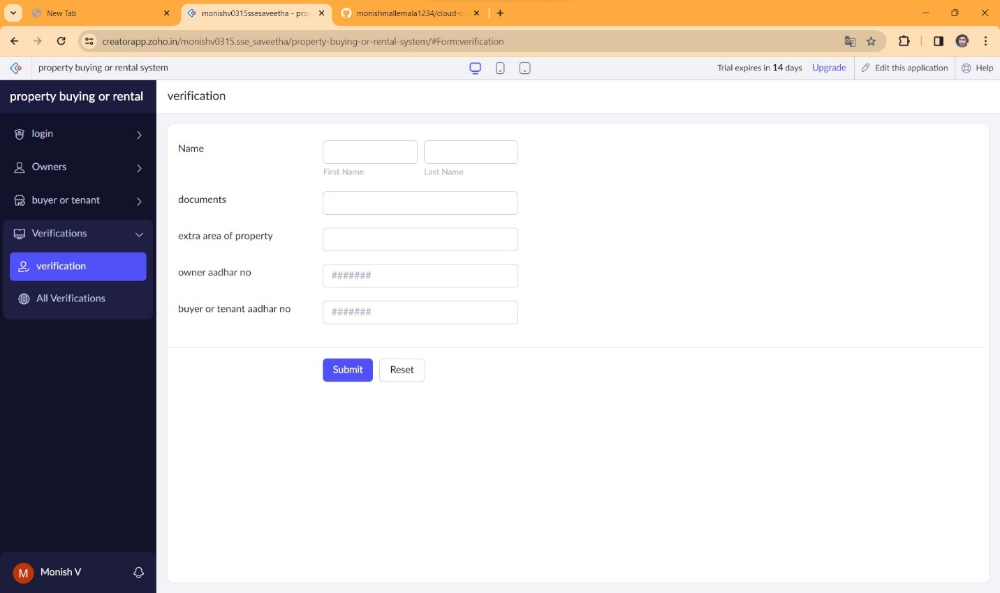 New Tab
monishv0315ssesaveetha - prop
monishmallemala1234/cloud-c
creatorapp.zoho.in/monishv0315.sse_saveetha/property-buying-or-rental-system/#Form:verification
property buying or rental system
Trial expires in 14 days
Upgrade
Edit this application
Help
property buying or rental
verification
login
Owners
buyer or tenant
Verifications
verification
All Verifications
Name
First Name
Last Name
documents
extra area of property
owner aadhar no
#######
buyer or tenant aadhar no
#######
Submit
Reset
M
Monish V